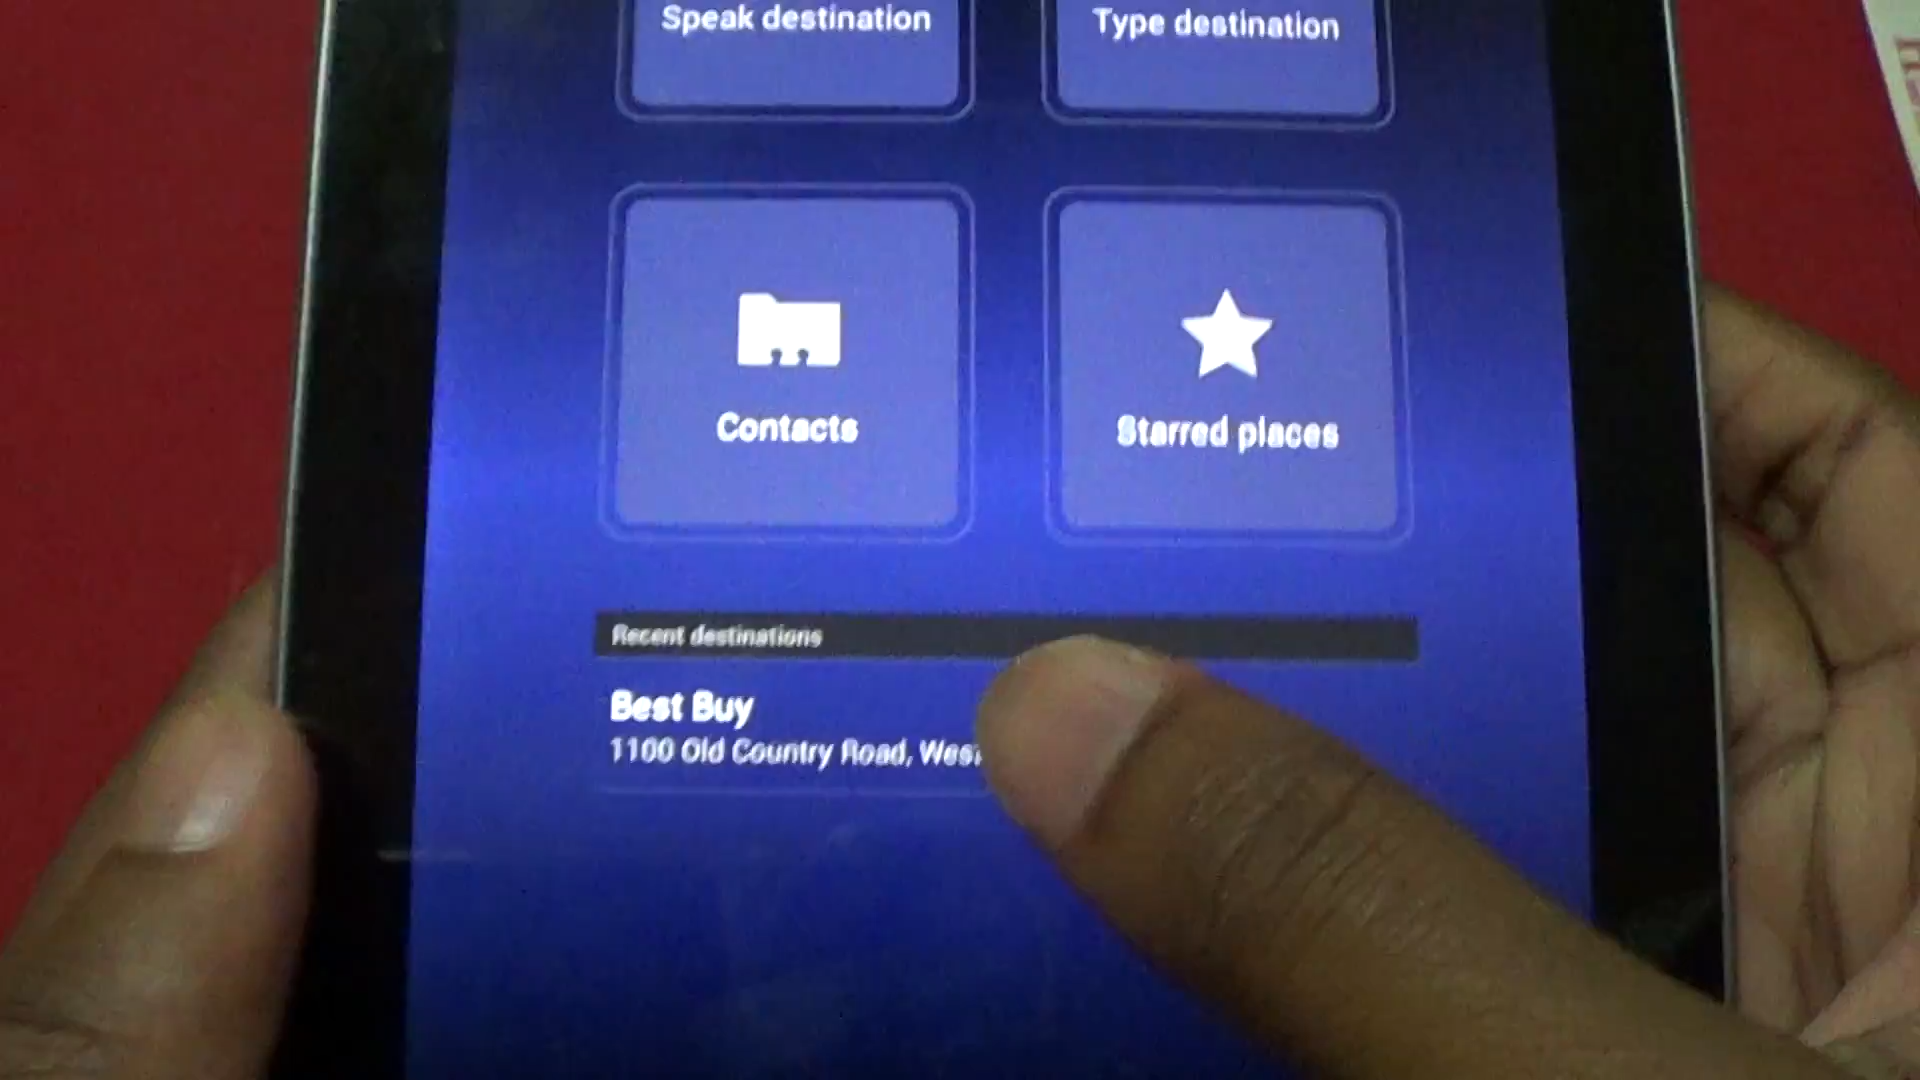 Speak destination
Type destination
Contacts
Starred places
Recent destinations
Best Buy
1100 Old Country Road,